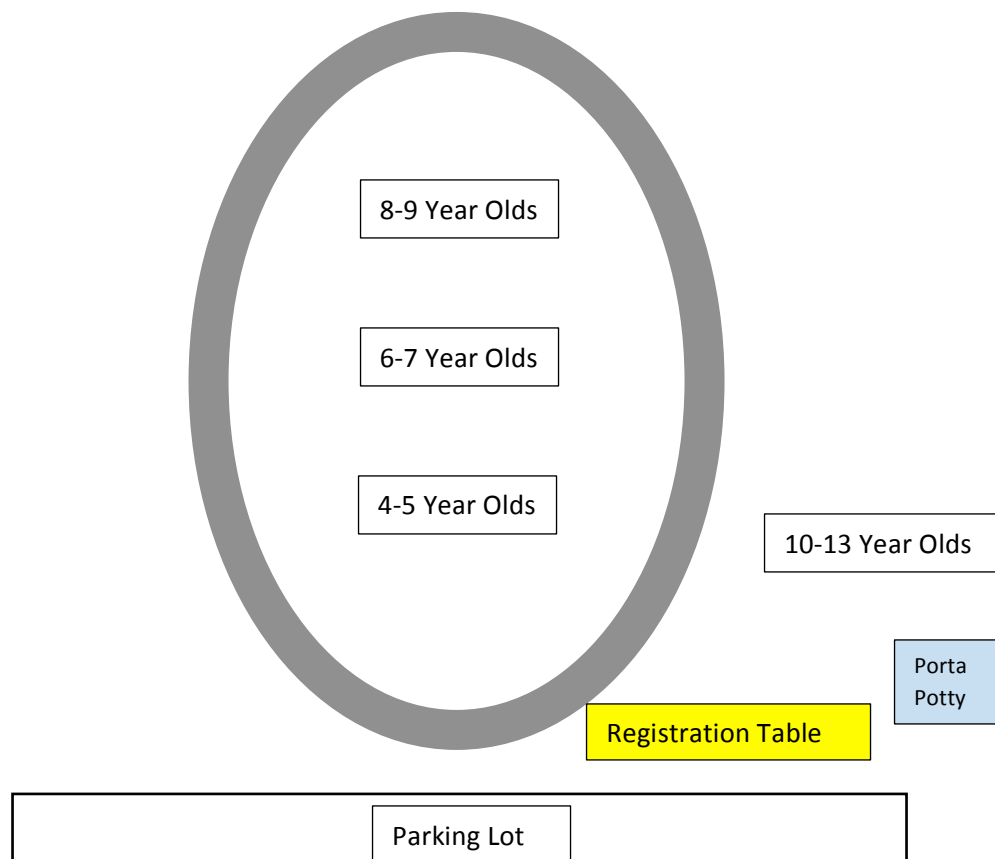 8-9 Year Olds
6-7 Year Olds
4-5 Year Olds
10-13 Year Olds
Porta
Potty
Registration Table
Parking Lot